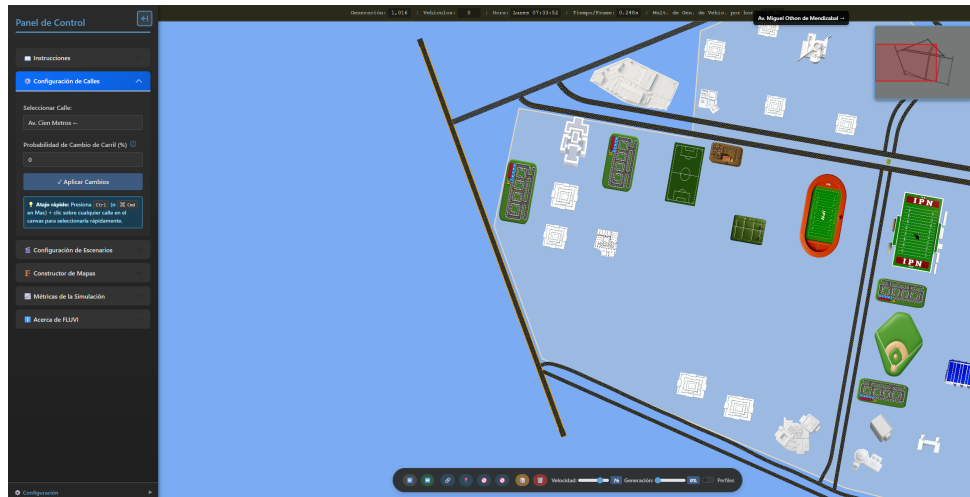 Panel de Control
Generación: 1,016 | Vehículos: 0 | Hora: Lunes 07:33:52 | Tiempo/Frame: 0.248s | Mult. de Gen. de Vehíc. por hor
Av. Miguel Othon de Mendizabal →
Instrucciones
Configuración de Calles
Seleccionar Calle:
Av. Cien Metros ←
Probabilidad de Cambio de Carril (%)
0
✓ Aplicar Cambios
Atajo rápido: Presiona Ctrl (o ⌘ Cmd
en Mac) + clic sobre cualquier calle en el
canvas para seleccionarla rápidamente.
Configuración de Escenarios
Constructor de Mapas
Métricas de la Simulación
Acerca de FLUVI
IPN
IPN
IPN
Velocidad: Generación: 0% Perfiles
Configuración